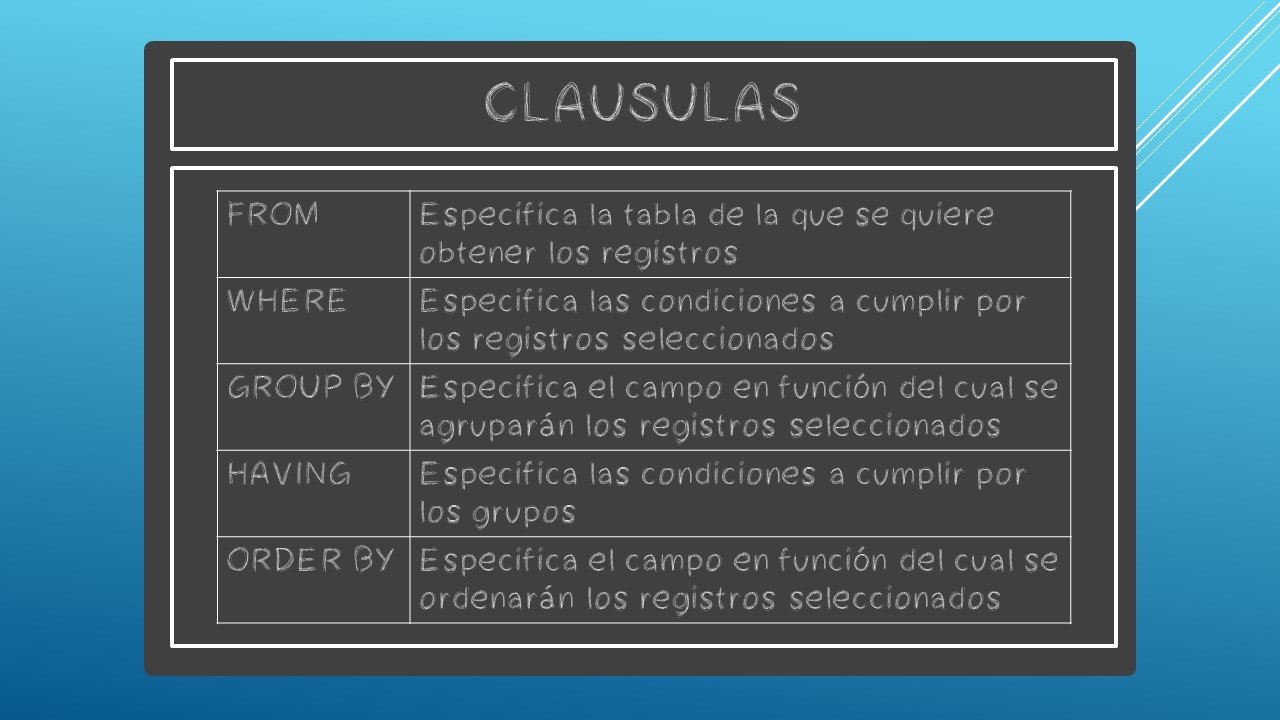 CLAUSULAS
FROM
Especifica la tabla de la que se quiere
obtener los registros
WHERE
Especifica las condiciones a cumplir por
los registros seleccionados
GROUP BY
Especifica el campo en función del cual se
agruparán los registros seleccionados
HAVING
Especifica las condiciones a cumplir por
los grupos
ORDER BY
Especifica el campo en función del cual se
ordenarán los registros seleccionados